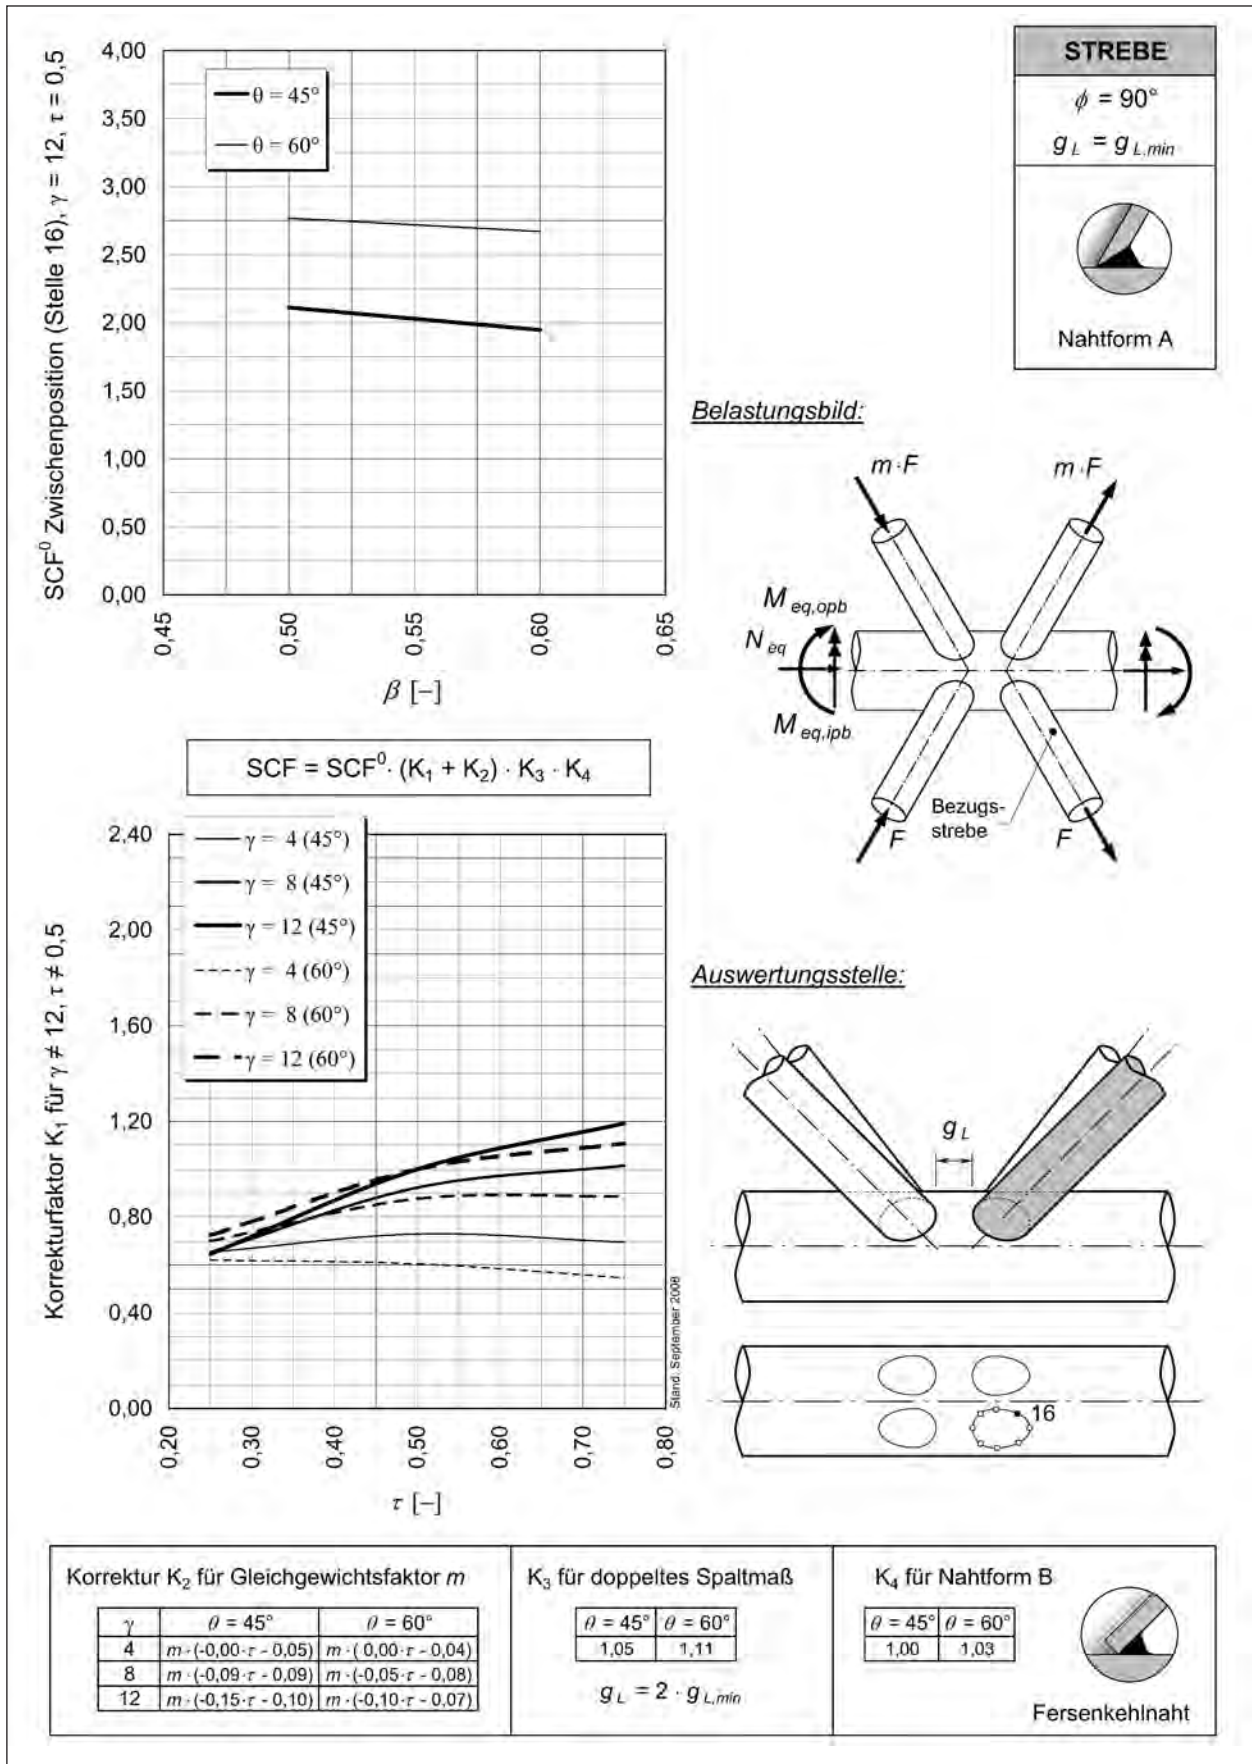 SCF⁰ Zwischenposition (Stelle 16), γ = 12, τ = 0,5
4,00
3,50
3,00
2,50
2,00
1,50
1,00
0,50
0,00
θ = 45°
θ = 60°
0,45
0,50
0,55
0,60
0,65
β [–]
STREBE
ϕ = 90°
g L = g L,min
Nahtform A
Belastungsbild:
m·F
m·F
M eq,opb
N eq
M eq,ipb
Bezugs-
strebe
F
F
SCF = SCF⁰· (K₁ + K₂) · K₃ · K₄
Korrekturfaktor K₁ für γ ≠ 12, τ ≠ 0,5
2,40
2,00
1,60
1,20
0,80
0,40
0,00
γ = 4 (45°)
γ = 8 (45°)
γ = 12 (45°)
γ = 4 (60°)
γ = 8 (60°)
γ = 12 (60°)
0,20
0,30
0,40
0,50
0,60
0,70
0,80
τ [–]
Stand: September 2008
Auswertungsstelle:
g L
16
Korrektur K₂ für Gleichgewichtsfaktor m
γ θ = 45° θ = 60°
4 m·(-0,00·τ - 0,05) m·( 0,00·τ - 0,04)
8 m·(-0,09·τ - 0,09) m·(-0,05·τ - 0,08)
12 m·(-0,15·τ - 0,10) m·(-0,10·τ - 0,07)
K₃ für doppeltes Spaltmaß
θ = 45° θ = 60°
1,05 1,11
g L = 2 · g L,min
K₄ für Nahtform B
θ = 45° θ = 60°
1,00 1,03
Fersenkehlnaht